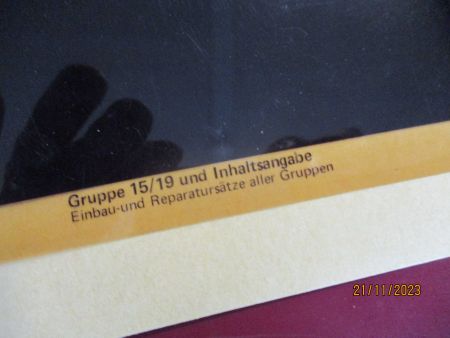 Gruppe 15/19 und Inhaltsangabe
Einbau-und Reparatursätze aller Gruppen
21/11/2023